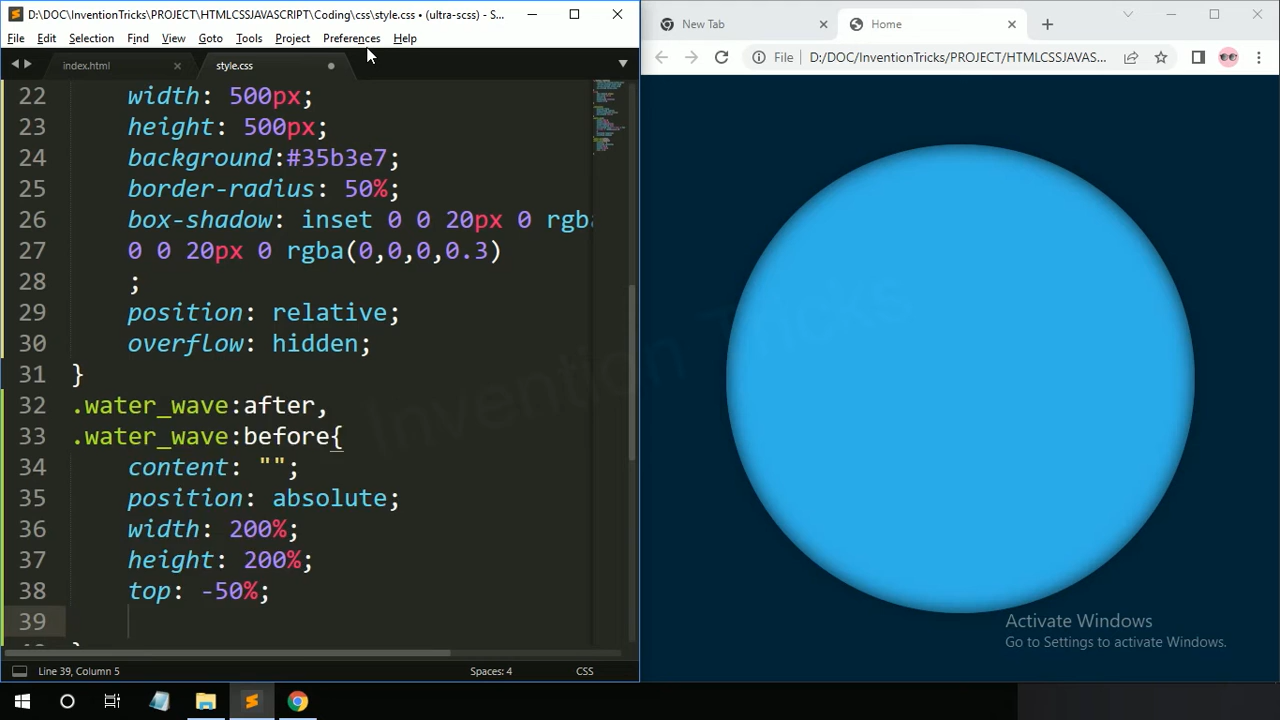 D:\DOC\InventionTricks\PROJECT\HTMLCSSJAVASCRIPT\Coding\css\style.css • (ultra-scss) - S...
File Edit Selection Find View Goto Tools Project Preferences Help
index.html style.css
22 width: 500px;
23 height: 500px;
24 background:#35b3e7;
25 border-radius: 50%;
26 box-shadow: inset 0 0 20px 0 rgba
27 0 0 20px 0 rgba(0,0,0,0.3)
28 ;
29 position: relative;
30 overflow: hidden;
31 }
32 .water_wave:after,
33 .water_wave:before{
34 content: "";
35 position: absolute;
36 width: 200%;
37 height: 200%;
38 top: -50%;
39
Line 39, Column 5 Spaces: 4 CSS
New Tab Home
File D:/DOC/InventionTricks/PROJECT/HTMLCSSJAVAS...
Invention Tricks
Activate Windows
Go to Settings to activate Windows.